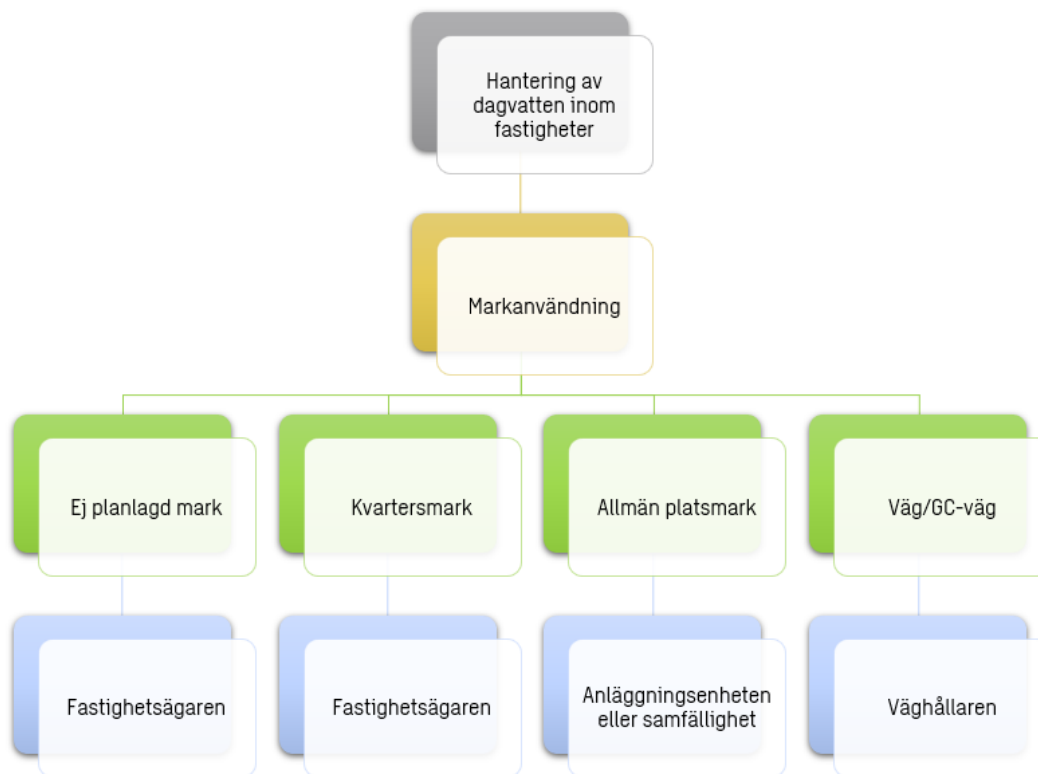 Hantering av
dagvatten inom
fastigheter
Markanvändning
Ej planlagd mark
Kvartersmark
Allmän platsmark
Väg/GC-väg
Fastighetsägaren
Fastighetsägaren
Anläggningsenheten
eller samfällighet
Väghållaren